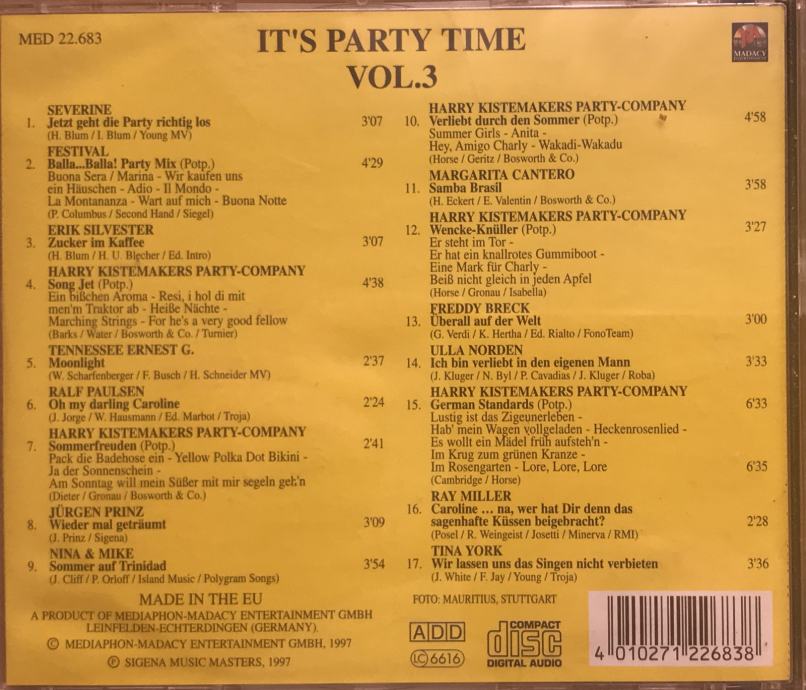 MED 22.683
IT'S PARTY TIME
VOL.3
MADACY
SEVERINE
1. Jetzt geht die Party richtig los 3'07
(H. Blum / I. Blum / Young MV)
FESTIVAL
2. Balla...Balla! Party Mix (Potp.) 4'29
Buona Sera / Marina - Wir kaufen uns
ein Häuschen - Adio - Il Mondo -
La Montananza - Wart auf mich - Buona Notte
(P. Columbus / Second Hand / Siegel)
ERIK SILVESTER
3. Zucker im Kaffee 3'07
(H. Blum / H. U. Blecher / Ed. Intro)
HARRY KISTEMAKERS PARTY-COMPANY
4. Song Jet (Potp.) 4'38
Ein bißchen Aroma - Resi, i hol di mit
men'm Traktor ab - Heiße Nächte -
Marching Strings - For he's a very good fellow
(Barks / Water / Bosworth & Co. / Turnier)
TENNESSEE ERNEST G.
5. Moonlight 2'37
(W. Scharfenberger / F. Busch / H. Schneider MV)
RALF PAULSEN
6. Oh my darling Caroline 2'24
(J. Jorge / W. Hausmann / Ed. Marbot / Troja)
HARRY KISTEMAKERS PARTY-COMPANY
7. Sommerfreuden (Potp.) 2'41
Pack die Badehose ein - Yellow Polka Dot Bikini -
Ja der Sonnenschein -
Am Sonntag will mein Süßer mit mir segeln geh'n
(Dieter / Gronau / Bosworth & Co.)
JÜRGEN PRINZ
8. Wieder mal geträumt 3'09
(J. Prinz / Sigena)
NINA & MIKE
9. Sommer auf Trinidad 3'54
(J. Cliff / P. Orloff / Island Music / Polygram Songs)
HARRY KISTEMAKERS PARTY-COMPANY
10. Verliebt durch den Sommer (Potp.) 4'58
Summer Girls - Anita -
Hey, Amigo Charly - Wakadi-Wakadu
(Horse / Geritz / Bosworth & Co.)
MARGARITA CANTERO
11. Samba Brasil 3'58
(H. Eckert / E. Valentin / Bosworth & Co.)
HARRY KISTEMAKERS PARTY-COMPANY
12. Wencke-Knüller (Potp.) 3'27
Er steht im Tor -
Er hat ein knallrotes Gummiboot -
Eine Mark für Charly -
Beiß nicht gleich in jeden Apfel
(Horse / Gronau / Isabella)
FREDDY BRECK
13. Überall auf der Welt 3'00
(G. Verdi / K. Hertha / Ed. Rialto / FonoTeam)
ULLA NORDEN
14. Ich bin verliebt in den eigenen Mann 3'33
(J. Kluger / N. Byl / P. Cavadias / J. Kluger / Roba)
HARRY KISTEMAKERS PARTY-COMPANY
15. German Standards (Potp.) 6'33
Lustig ist das Zigeunerleben -
Hab' mein Wagen vollgeladen - Heckenrosenlied -
Es wollt ein Mädel früh aufsteh'n -
Im Krug zum grünen Kranze -
Im Rosengarten - Lore, Lore, Lore 6'35
(Cambridge / Horse)
RAY MILLER
16. Caroline ... na, wer hat Dir denn das
sagenhafte Küssen beigebracht? 2'28
(Posel / R. Weingeist / Josetti / Minerva / RMI)
TINA YORK
17. Wir lassen uns das Singen nicht verbieten 3'36
(J. White / F. Jay / Young / Troja)
MADE IN THE EU
A PRODUCT OF MEDIAPHON-MADACY ENTERTAINMENT GMBH
LEINFELDEN-ECHTERDINGEN (GERMANY).
© MEDIAPHON-MADACY ENTERTAINMENT GMBH, 1997
℗ SIGENA MUSIC MASTERS, 1997
FOTO: MAURITIUS, STUTTGART
ADD
LC 6616
COMPACT
disc
DIGITAL AUDIO
4 010271 226838